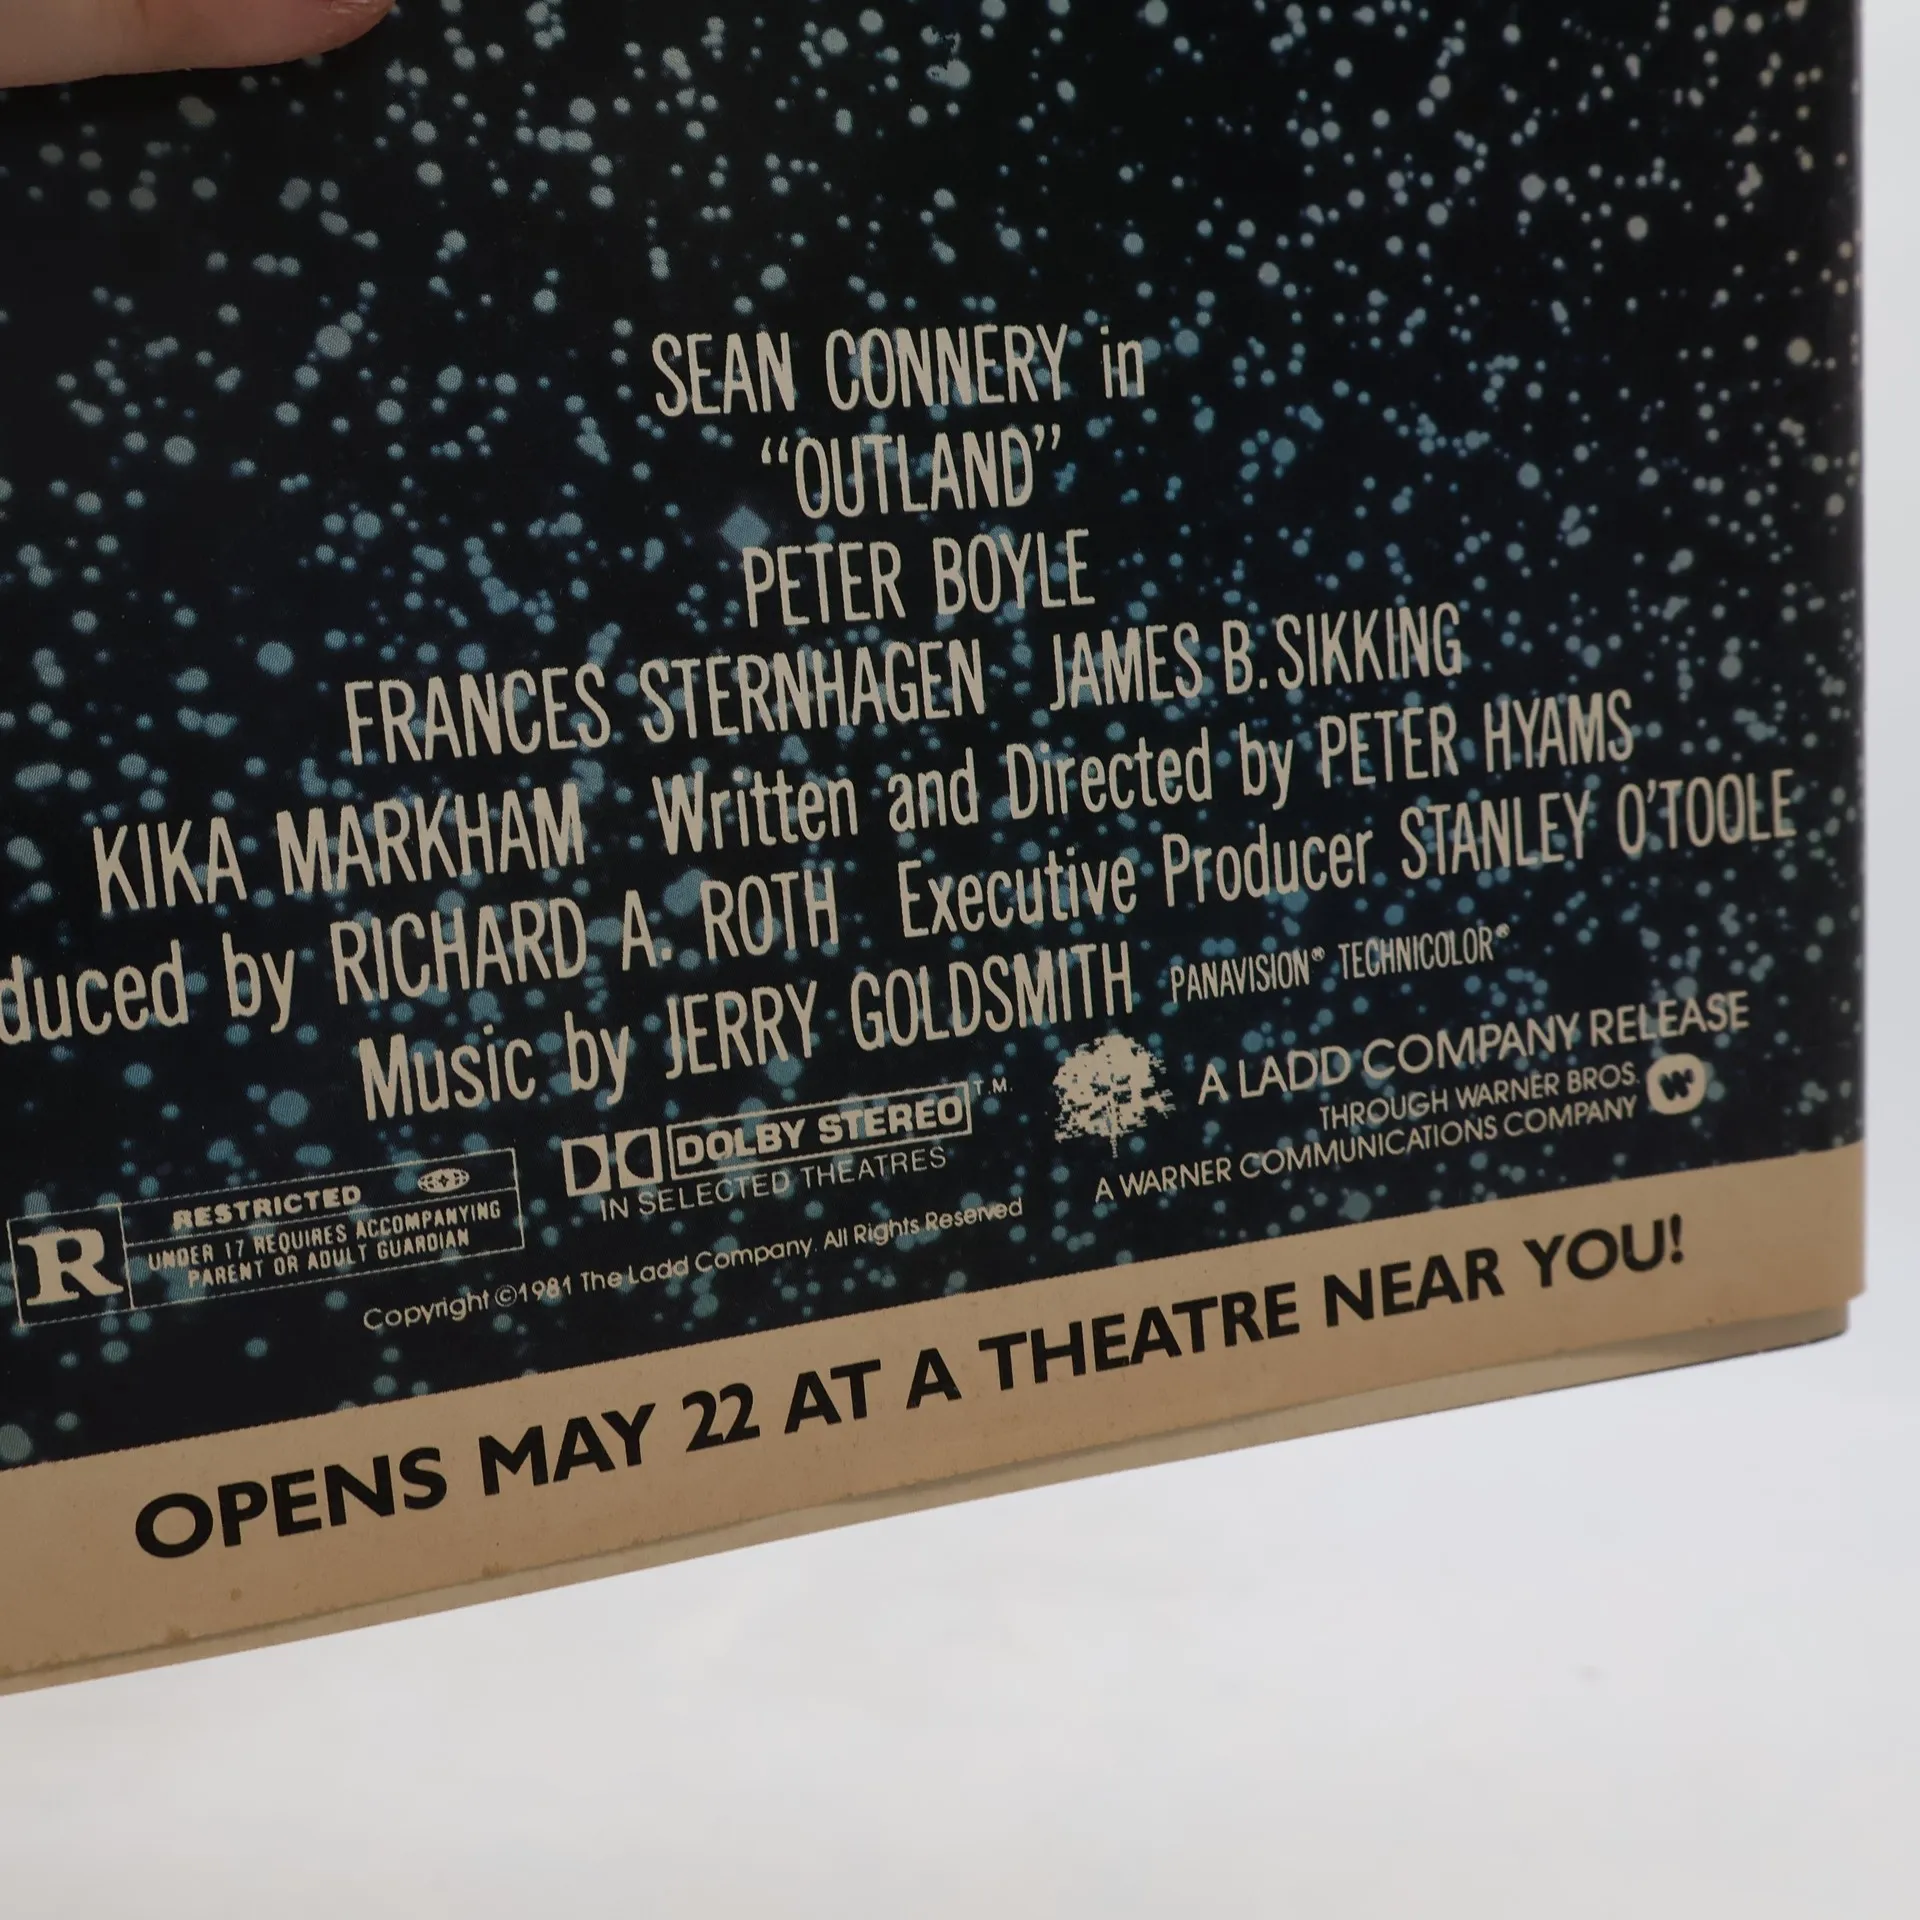 SEAN CONNERY in
“OUTLAND”
PETER BOYLE
FRANCES STERNHAGEN JAMES B. SIKKING
KIKA MARKHAM Written and Directed by PETER HYAMS
duced by RICHARD A. ROTH Executive Producer STANLEY O'TOOLE
Music by JERRY GOLDSMITH PANAVISION® TECHNICOLOR®
DOLBY STEREO T.M.
IN SELECTED THEATRES
A LADD COMPANY RELEASE
THROUGH WARNER BROS.
A WARNER COMMUNICATIONS COMPANY
R
RESTRICTED
UNDER 17 REQUIRES ACCOMPANYING
PARENT OR ADULT GUARDIAN
Copyright ©1981 The Ladd Company. All Rights Reserved
OPENS MAY 22 AT A THEATRE NEAR YOU!